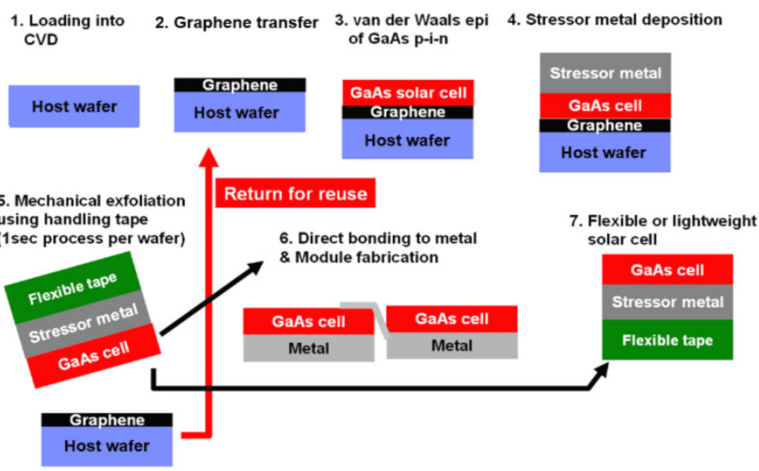 1. Loading into
CVD
2. Graphene transfer
3. van der Waals epi
of GaAs p-i-n
4. Stressor metal deposition
Host wafer
Graphene
Host wafer
GaAs solar cell
Graphene
Host wafer
Stressor metal
GaAs cell
Graphene
Host wafer
5. Mechanical exfoliation
using handling tape
(1sec process per wafer)
Return for reuse
6. Direct bonding to metal
& Module fabrication
7. Flexible or lightweight
solar cell
Flexible tape
Stressor metal
GaAs cell
GaAs cell
Metal
GaAs cell
Metal
GaAs cell
Stressor metal
Flexible tape
Graphene
Host wafer